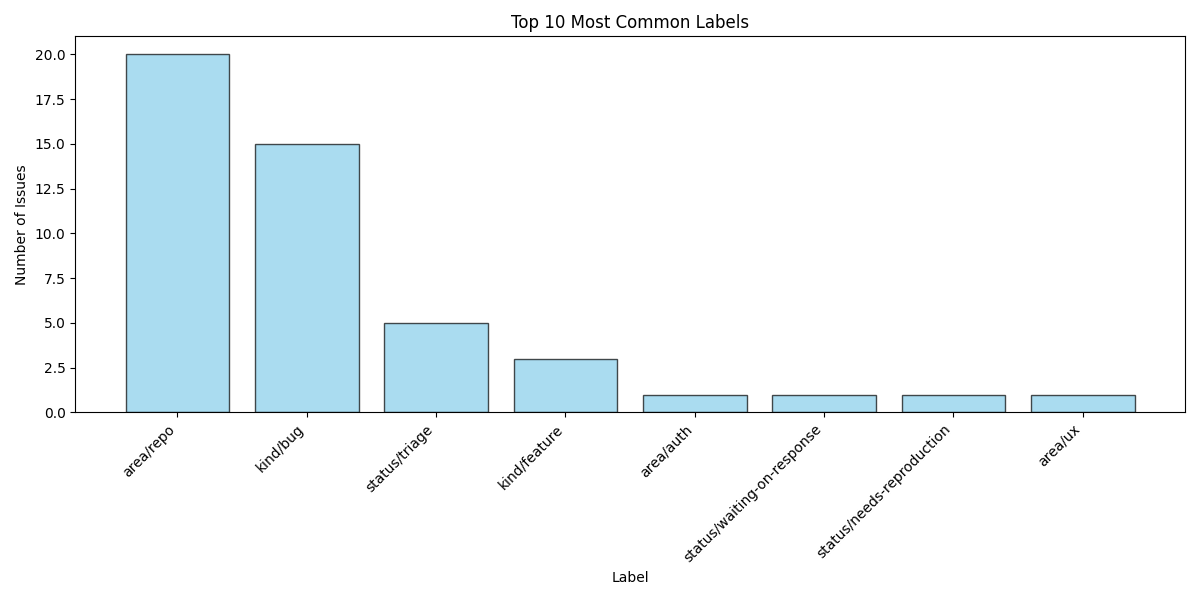 Top 10 Most Common Labels
Number of Issues
20.0
17.5
15.0
12.5
10.0
7.5
5.0
2.5
0.0
area/repo
kind/bug
status/triage
kind/feature
area/auth
status/waiting-on-response
status/needs-reproduction
area/ux
Label